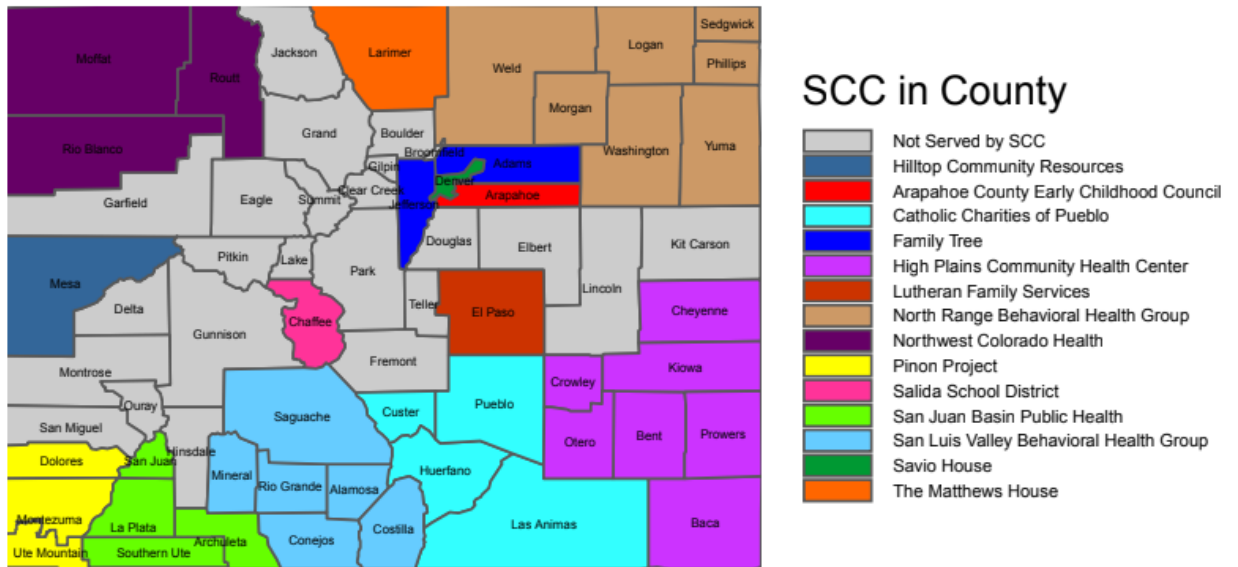 Moffat
Routt
Jackson
Larimer
Weld
Logan
Sedgwick
Phillips
Morgan
Rio Blanco
Grand
Boulder
Washington
Yuma
Broomfield
Gilpin
Adams
Denver
Clear Creek
Arapahoe
Jefferson
Garfield
Eagle
Summit
Douglas
Elbert
Kit Carson
Pitkin
Lake
Park
Mesa
Lincoln
Delta
Teller
El Paso
Cheyenne
Gunnison
Chaffee
Montrose
Fremont
Kiowa
Crowley
Ouray
Saguache
Custer
Pueblo
San Miguel
Otero
Bent
Prowers
Hinsdale
Dolores
San Juan
Mineral
Rio Grande
Alamosa
Huerfano
Montezuma
La Plata
Archuleta
Conejos
Costilla
Las Animas
Baca
Ute Mountain
Southern Ute
SCC in County
Not Served by SCC
Hilltop Community Resources
Arapahoe County Early Childhood Council
Catholic Charities of Pueblo
Family Tree
High Plains Community Health Center
Lutheran Family Services
North Range Behavioral Health Group
Northwest Colorado Health
Pinon Project
Salida School District
San Juan Basin Public Health
San Luis Valley Behavioral Health Group
Savio House
The Matthews House